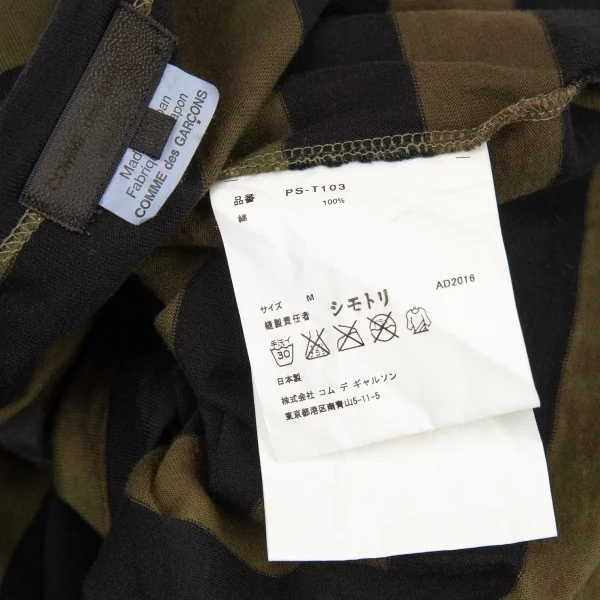 Made in Japan
Fabriqué au Japon
COMME des GARÇONS
品番 PS-T103
綿 100%
サイズ M AD2016
縫製責任者 シモトリ
手洗イ
30
日本製
株式会社 コム デ ギャルソン
東京都港区南青山5-11-5